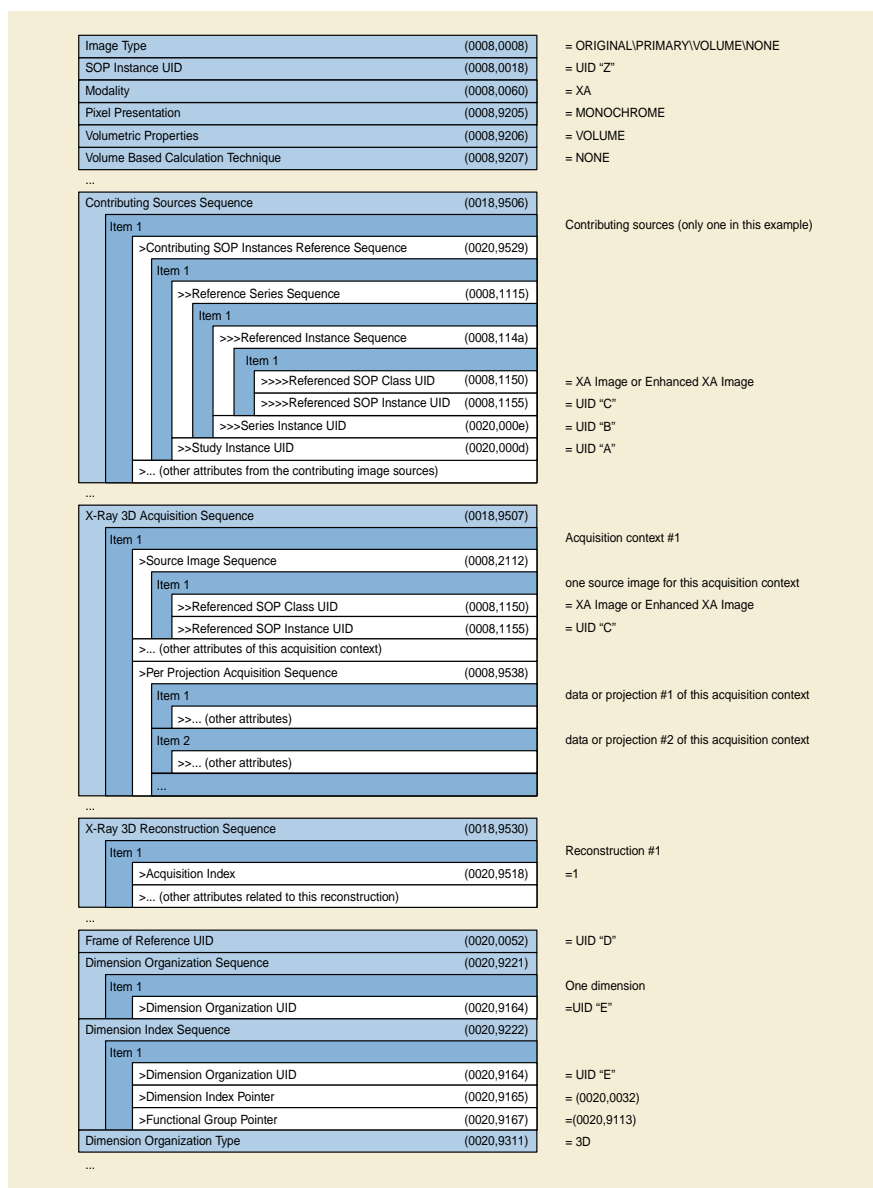 Image Type (0008,0008) = ORIGINAL\PRIMARY\VOLUME\NONE
SOP Instance UID (0008,0018) = UID “Z”
Modality (0008,0060) = XA
Pixel Presentation (0008,9205) = MONOCHROME
Volumetric Properties (0008,9206) = VOLUME
Volume Based Calculation Technique (0008,9207) = NONE
...
Contributing Sources Sequence (0018,9506)
Item 1 Contributing sources (only one in this example)
>Contributing SOP Instances Reference Sequence (0020,9529)
Item 1
>>Reference Series Sequence (0008,1115)
Item 1
>>>Referenced Instance Sequence (0008,114a)
Item 1
>>>>Referenced SOP Class UID (0008,1150) = XA Image or Enhanced XA Image
>>>>Referenced SOP Instance UID (0008,1155) = UID “C”
>>>Series Instance UID (0020,000e) = UID “B”
>>Study Instance UID (0020,000d) = UID “A”
>... (other attributes from the contributing image sources)
...
X-Ray 3D Acquisition Sequence (0018,9507)
Item 1 Acquisition context #1
>Source Image Sequence (0008,2112)
Item 1 one source image for this acquisition context
>>Referenced SOP Class UID (0008,1150) = XA Image or Enhanced XA Image
>>Referenced SOP Instance UID (0008,1155) = UID “C”
>... (other attributes of this acquisition context)
>Per Projection Acquisition Sequence (0008,9538)
Item 1 data or projection #1 of this acquisition context
>>... (other attributes)
Item 2 data or projection #2 of this acquisition context
>>... (other attributes)
...
...
X-Ray 3D Reconstruction Sequence (0018,9530)
Item 1 Reconstruction #1
>Acquisition Index (0020,9518) =1
>... (other attributes related to this reconstruction)
...
Frame of Reference UID (0020,0052) = UID “D”
Dimension Organization Sequence (0020,9221)
Item 1 One dimension
>Dimension Organization UID (0020,9164) =UID “E”
Dimension Index Sequence (0020,9222)
Item 1
>Dimension Organization UID (0020,9164) = UID “E”
>Dimension Index Pointer (0020,9165) = (0020,0032)
>Functional Group Pointer (0020,9167) =(0020,9113)
Dimension Organization Type (0020,9311) = 3D
...